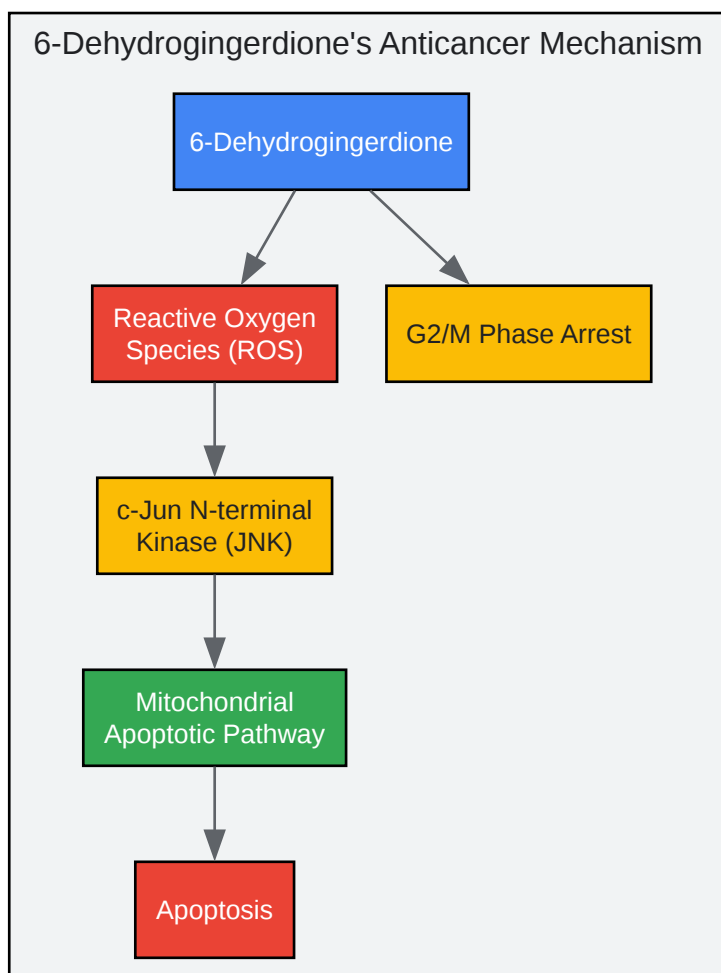 6-Dehydrogingerdione's Anticancer Mechanism
6-Dehydrogingerdione
Reactive Oxygen
Species (ROS)
G2/M Phase Arrest
c-Jun N-terminal
Kinase (JNK)
Mitochondrial
Apoptotic Pathway
Apoptosis